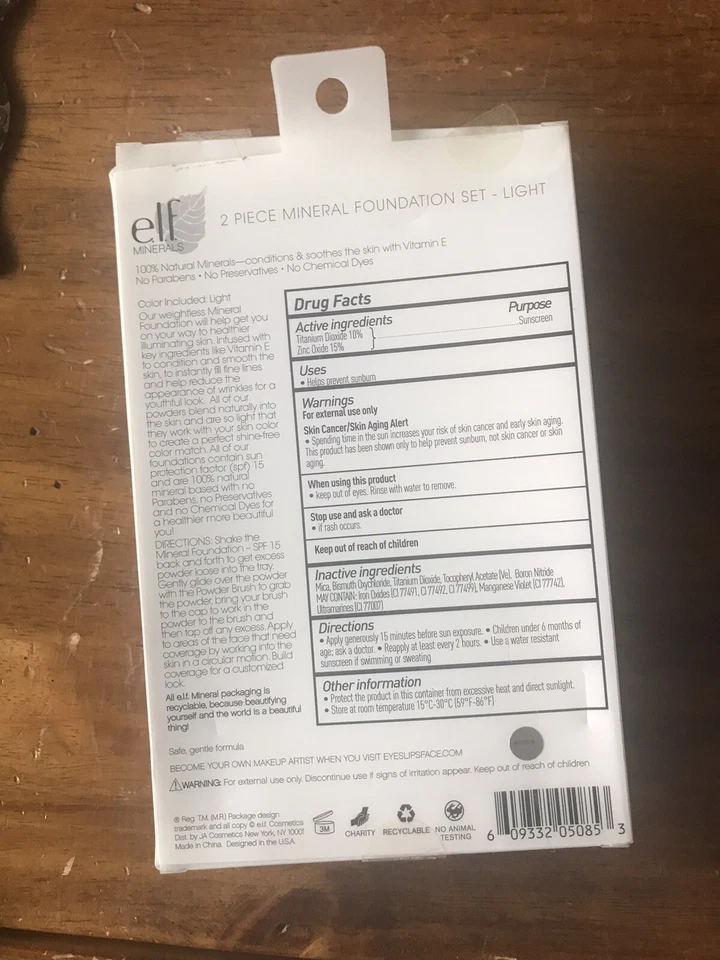 e.l.f.
MINERALS
2 PIECE MINERAL FOUNDATION SET - LIGHT
100% Natural Minerals—conditions & soothes the skin with Vitamin E
No Parabens • No Preservatives • No Chemical Dyes
Color Included: Light
Our weightless Mineral
Foundation will help get you
on your way to healthier
illuminating skin. Infused with
key ingredients like Vitamin E
to condition and smooth the
skin, to instantly fill fine lines
and help reduce the
appearance of wrinkles for a
youthful look. All of our
powders blend naturally into
the skin and are so light that
they work with your skin color
to create a perfect shine-free
color match. All of our
foundations contain sun
protection factor (spf) 15
and are 100% natural
mineral based with no
Parabens, no Preservatives
and no Chemical Dyes for
a healthier more beautiful
you!
DIRECTIONS: Shake the
Mineral Foundation – SPF 15
back and forth to get excess
powder loose into the tray.
Gently glide over the powder
with the Powder Brush to grab
the powder, bring your brush
to the cap to work in the
powder to the brush and
then tap off any excess. Apply
to areas of the face that need
coverage by working into the
skin in a circular motion. Build
coverage for a customized
look.
All e.l.f. Mineral packaging is
recyclable, because beautifying
yourself and the world is a beautiful
thing!
Drug Facts
Active ingredients Purpose
Titanium Dioxide 10%
Zinc Oxide 15% Sunscreen
Uses
• Helps prevent sunburn
Warnings
For external use only
Skin Cancer/Skin Aging Alert
• Spending time in the sun increases your risk of skin cancer and early skin aging.
This product has been shown only to help prevent sunburn, not skin cancer or skin
aging.
When using this product
• keep out of eyes. Rinse with water to remove.
Stop use and ask a doctor
• if rash occurs.
Keep out of reach of children
Inactive ingredients
Mica, Bismuth Oxychloride, Titanium Dioxide, Tocopheryl Acetate (Ve), Boron Nitride
MAY CONTAIN: Iron Oxides (CI 77491, CI 77492, CI 77499), Manganese Violet (CI 77742),
Ultramarines (CI 77007)
Directions
• Apply generously 15 minutes before sun exposure. • Children under 6 months of
age: ask a doctor. • Reapply at least every 2 hours. • Use a water resistant
sunscreen if swimming or sweating
Other information
• Protect the product in this container from excessive heat and direct sunlight.
• Store at room temperature 15°C-30°C (59°F-86°F)
Safe, gentle formula
BECOME YOUR OWN MAKEUP ARTIST WHEN YOU VISIT EYESLIPSFACE.COM
WARNING: For external use only. Discontinue use if signs of irritation appear. Keep out of reach of children
® Reg. T.M. (M.R.) Package design
trademark and all copy © e.l.f. Cosmetics
Dist. by JA Cosmetics New York, NY 10001
Made in China. Designed in the U.S.A.
3M
CHARITY
RECYCLABLE
NO ANIMAL
TESTING
6 09332 05085 3